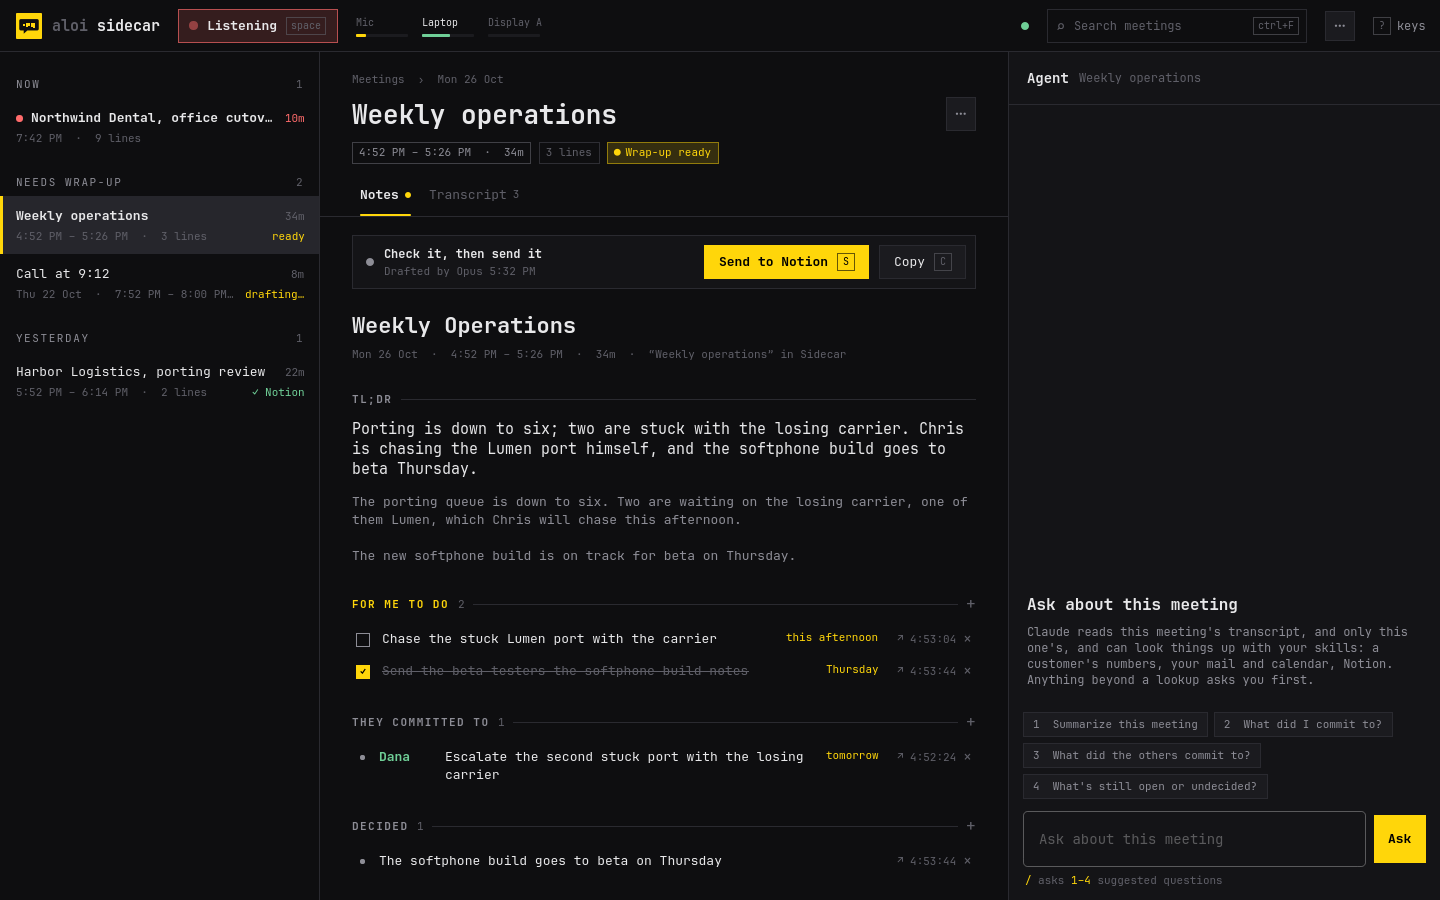 aloi sidecar
Listening space
Mic
Laptop
Display A
Search meetings ctrl+F
...
? keys
NOW 1
Northwind Dental, office cutov… 10m
7:42 PM · 9 lines
NEEDS WRAP-UP 2
Weekly operations 34m
4:52 PM – 5:26 PM · 3 lines ready
Call at 9:12 8m
Thu 22 Oct · 7:52 PM – 8:00 PM… drafting…
YESTERDAY 1
Harbor Logistics, porting review 22m
5:52 PM – 6:14 PM · 2 lines ✓ Notion
Meetings › Mon 26 Oct
Weekly operations
...
4:52 PM – 5:26 PM · 34m
3 lines
Wrap-up ready
Notes
Transcript 3
Check it, then send it
Drafted by Opus 5:32 PM
Send to Notion S
Copy C
Weekly Operations
Mon 26 Oct · 4:52 PM – 5:26 PM · 34m · "Weekly operations" in Sidecar
TL;DR
Porting is down to six; two are stuck with the losing carrier. Chris
is chasing the Lumen port himself, and the softphone build goes to
beta Thursday.
The porting queue is down to six. Two are waiting on the losing carrier, one of
them Lumen, which Chris will chase this afternoon.
The new softphone build is on track for beta on Thursday.
FOR ME TO DO 2 +
Chase the stuck Lumen port with the carrier this afternoon ↗ 4:53:04 ×
Send the beta testers the softphone build notes Thursday ↗ 4:53:44 ×
THEY COMMITTED TO 1 +
Dana Escalate the second stuck port with the losing tomorrow ↗ 4:52:24 ×
carrier
DECIDED 1 +
The softphone build goes to beta on Thursday ↗ 4:53:44 ×
Agent Weekly operations
Ask about this meeting
Claude reads this meeting's transcript, and only this
one's, and can look things up with your skills: a
customer's numbers, your mail and calendar, Notion.
Anything beyond a lookup asks you first.
1 Summarize this meeting
2 What did I commit to?
3 What did the others commit to?
4 What's still open or undecided?
Ask about this meeting
Ask
/ asks 1–4 suggested questions